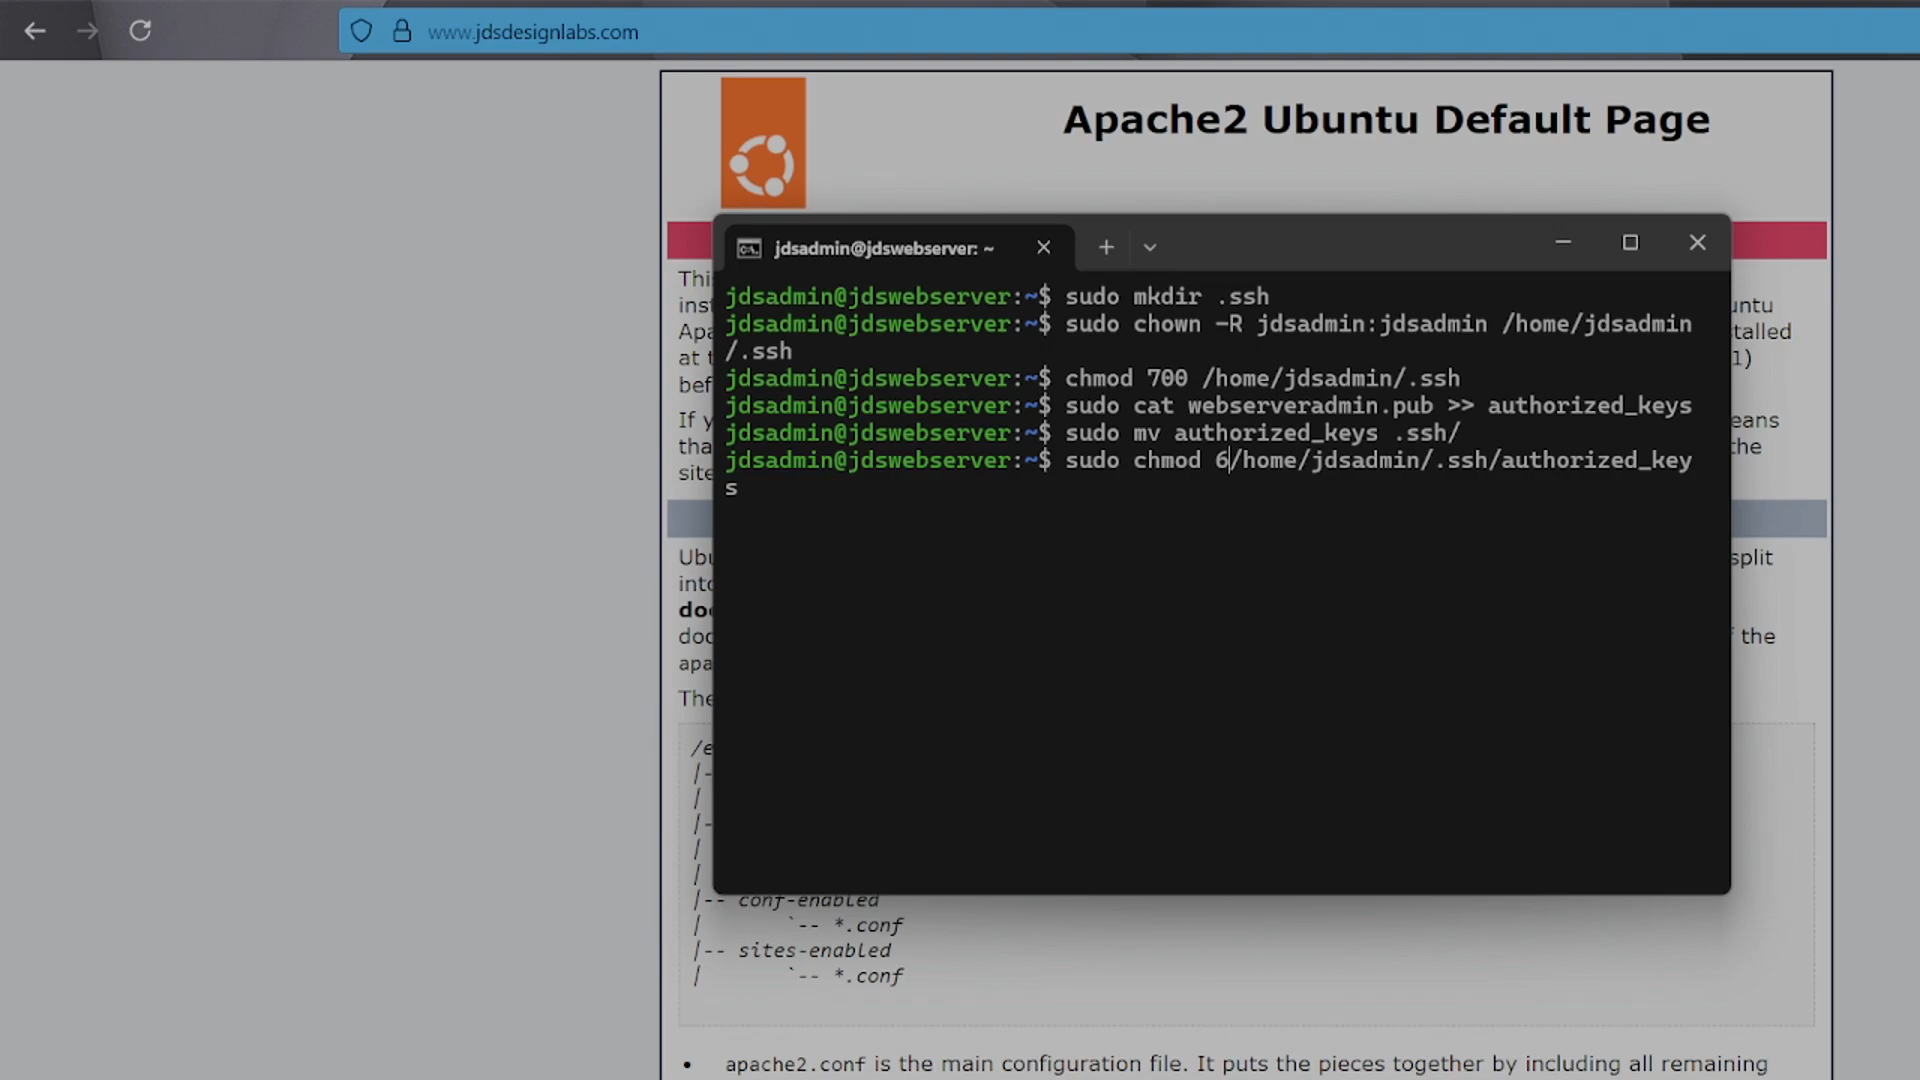 www.jdsdesignlabs.com
Apache2 Ubuntu Default Page
jdsadmin@jdswebserver: ~
jdsadmin@jdswebserver:~$ sudo mkdir .ssh
jdsadmin@jdswebserver:~$ sudo chown -R jdsadmin:jdsadmin /home/jdsadmin
/.ssh
jdsadmin@jdswebserver:~$ chmod 700 /home/jdsadmin/.ssh
jdsadmin@jdswebserver:~$ sudo cat webserveradmin.pub >> authorized_keys
jdsadmin@jdswebserver:~$ sudo mv authorized_keys .ssh/
jdsadmin@jdswebserver:~$ sudo chmod 6/home/jdsadmin/.ssh/authorized_key
s
If
split
the
|-- conf-enabled
|       `-- *.conf
|-- sites-enabled
|       `-- *.conf
• apache2.conf is the main configuration file. It puts the pieces together by including all remaining